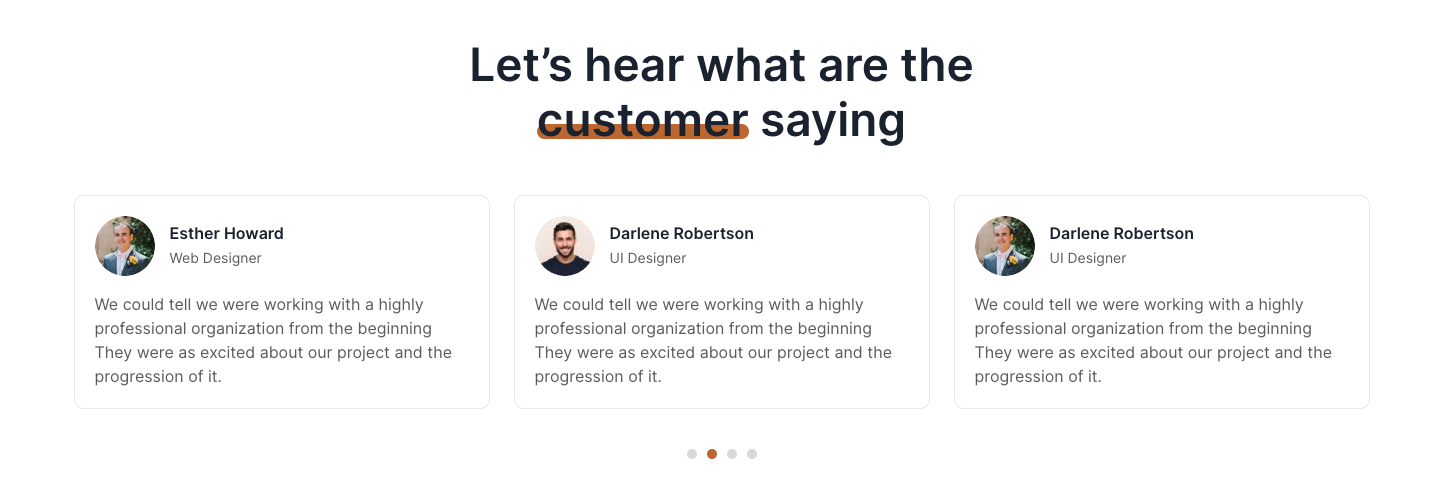 Let’s hear what are the
customer saying
Esther Howard
Web Designer
We could tell we were working with a highly
professional organization from the beginning
They were as excited about our project and the
progression of it.
Darlene Robertson
UI Designer
We could tell we were working with a highly
professional organization from the beginning
They were as excited about our project and the
progression of it.
Darlene Robertson
UI Designer
We could tell we were working with a highly
professional organization from the beginning
They were as excited about our project and the
progression of it.